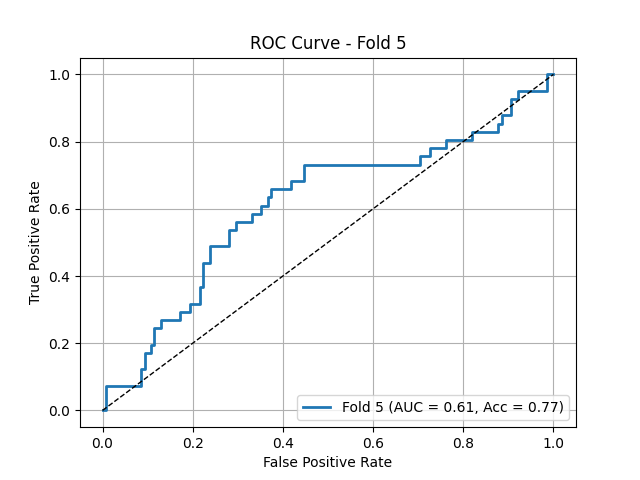 ROC Curve - Fold 5
1.0
0.8
0.6
0.4
0.2
0.0
True Positive Rate
Fold 5 (AUC = 0.61, Acc = 0.77)
0.0 0.2 0.4 0.6 0.8 1.0
False Positive Rate